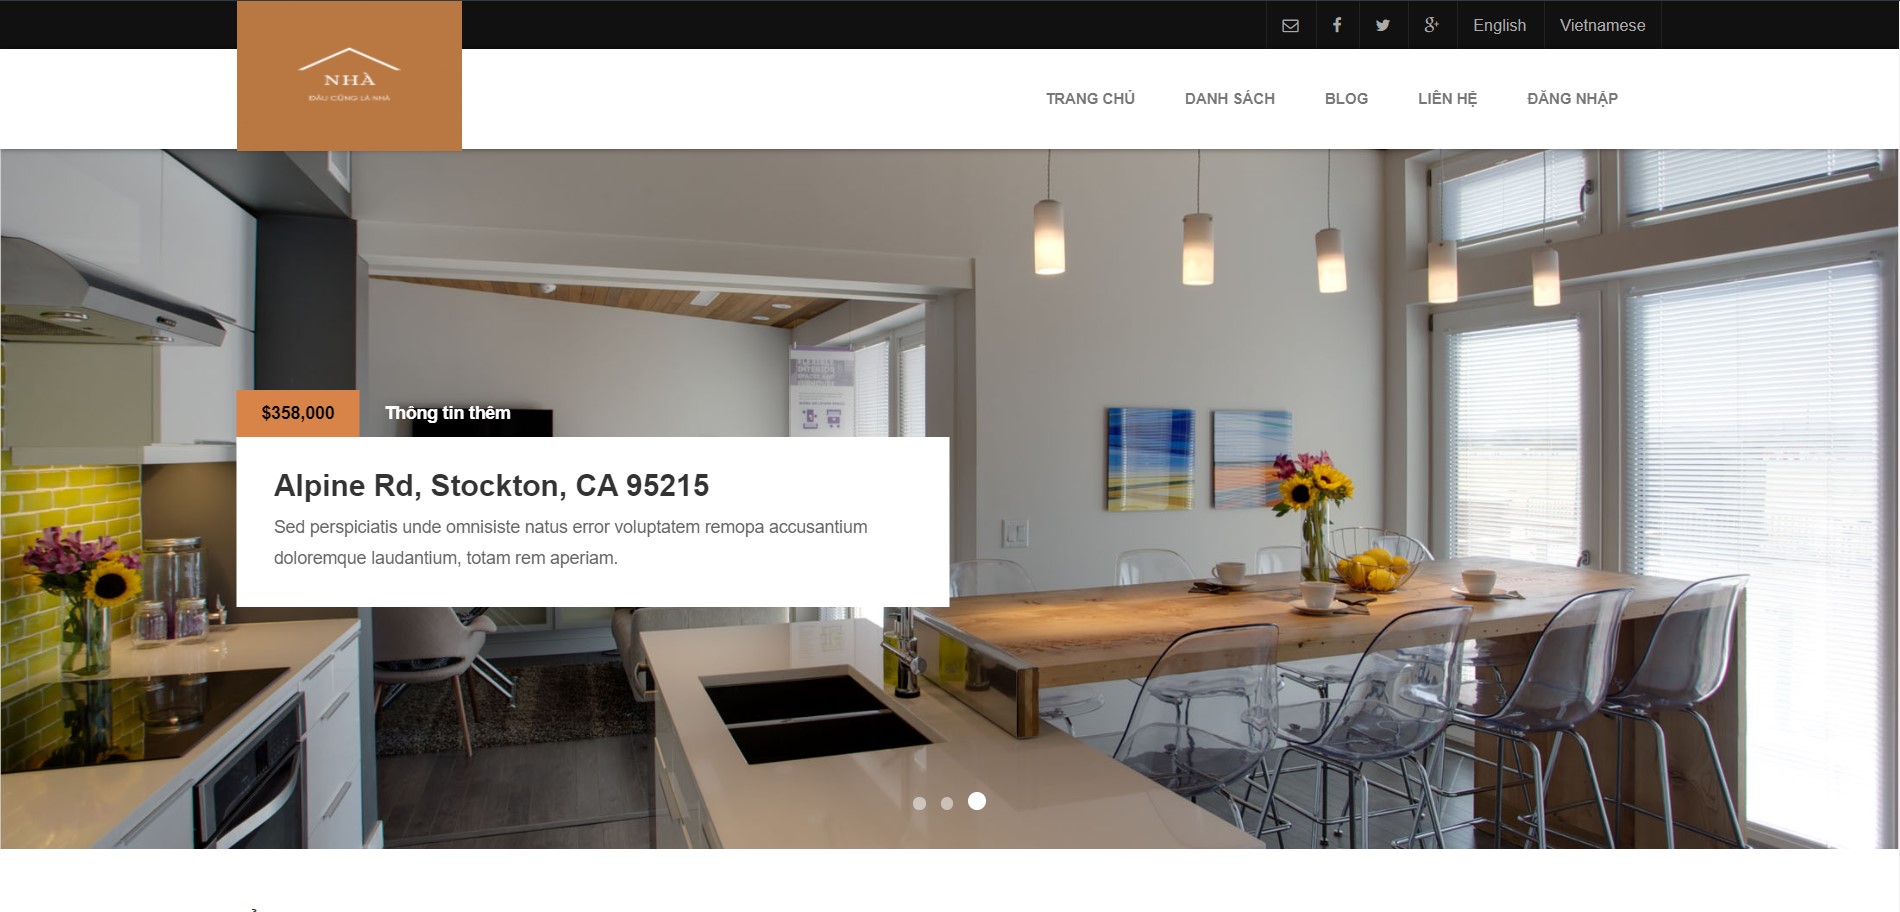 English
Vietnamese
NHÀ
ĐÂU CŨNG LÀ NHÀ
TRANG CHỦ
DANH SÁCH
BLOG
LIÊN HỆ
ĐĂNG NHẬP
INTERIOR
$358,000
Thông tin thêm
Alpine Rd, Stockton, CA 95215
Sed perspiciatis unde omnisiste natus error voluptatem remopa accusantium
doloremque laudantium, totam rem aperiam.